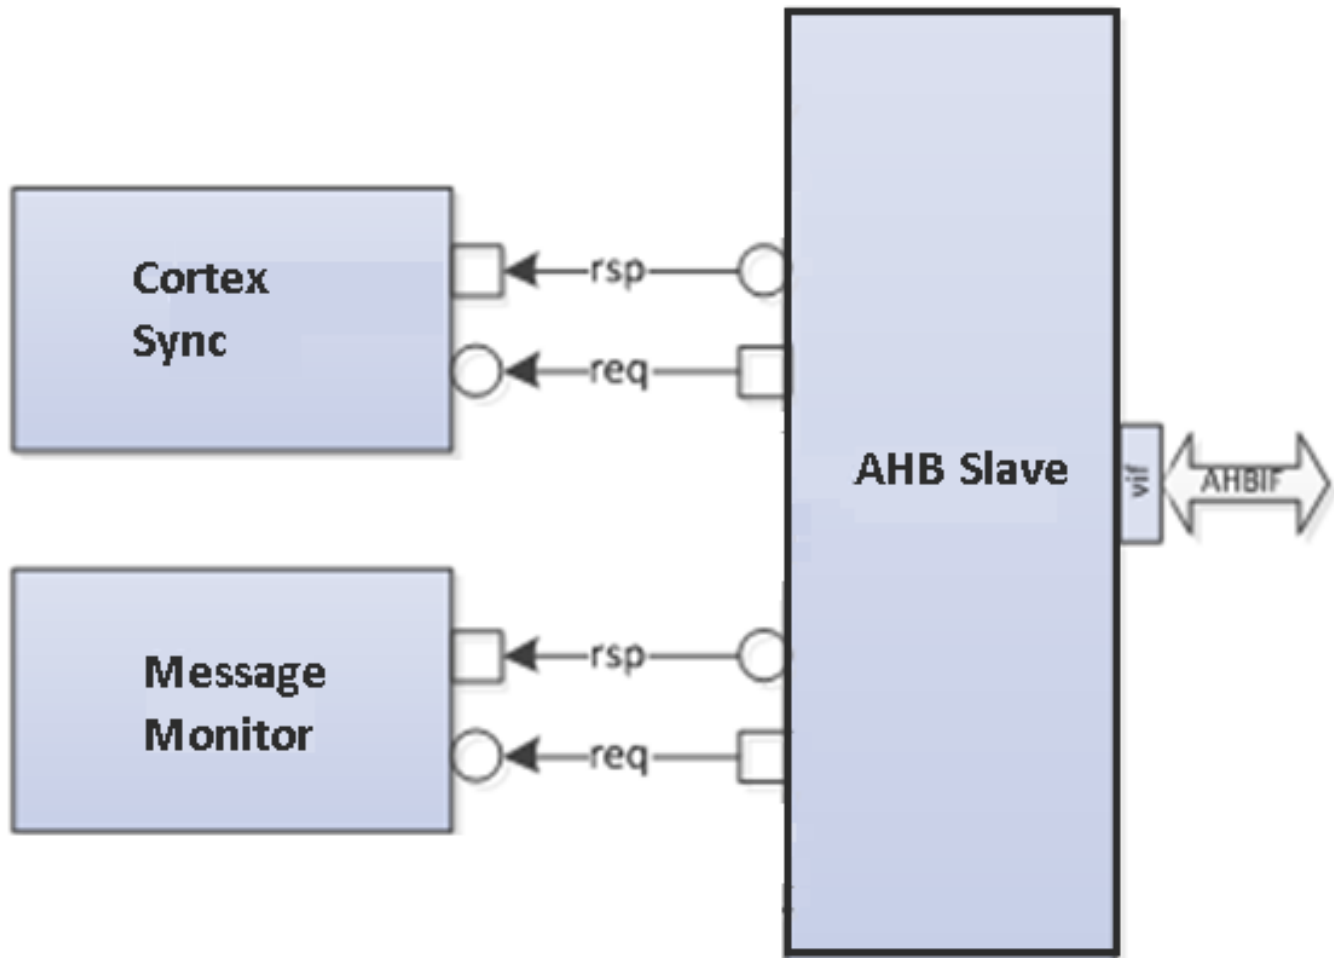 Cortex
Sync
rsp
req
AHB Slave
vif
AHBIF
Message
Monitor
rsp
req